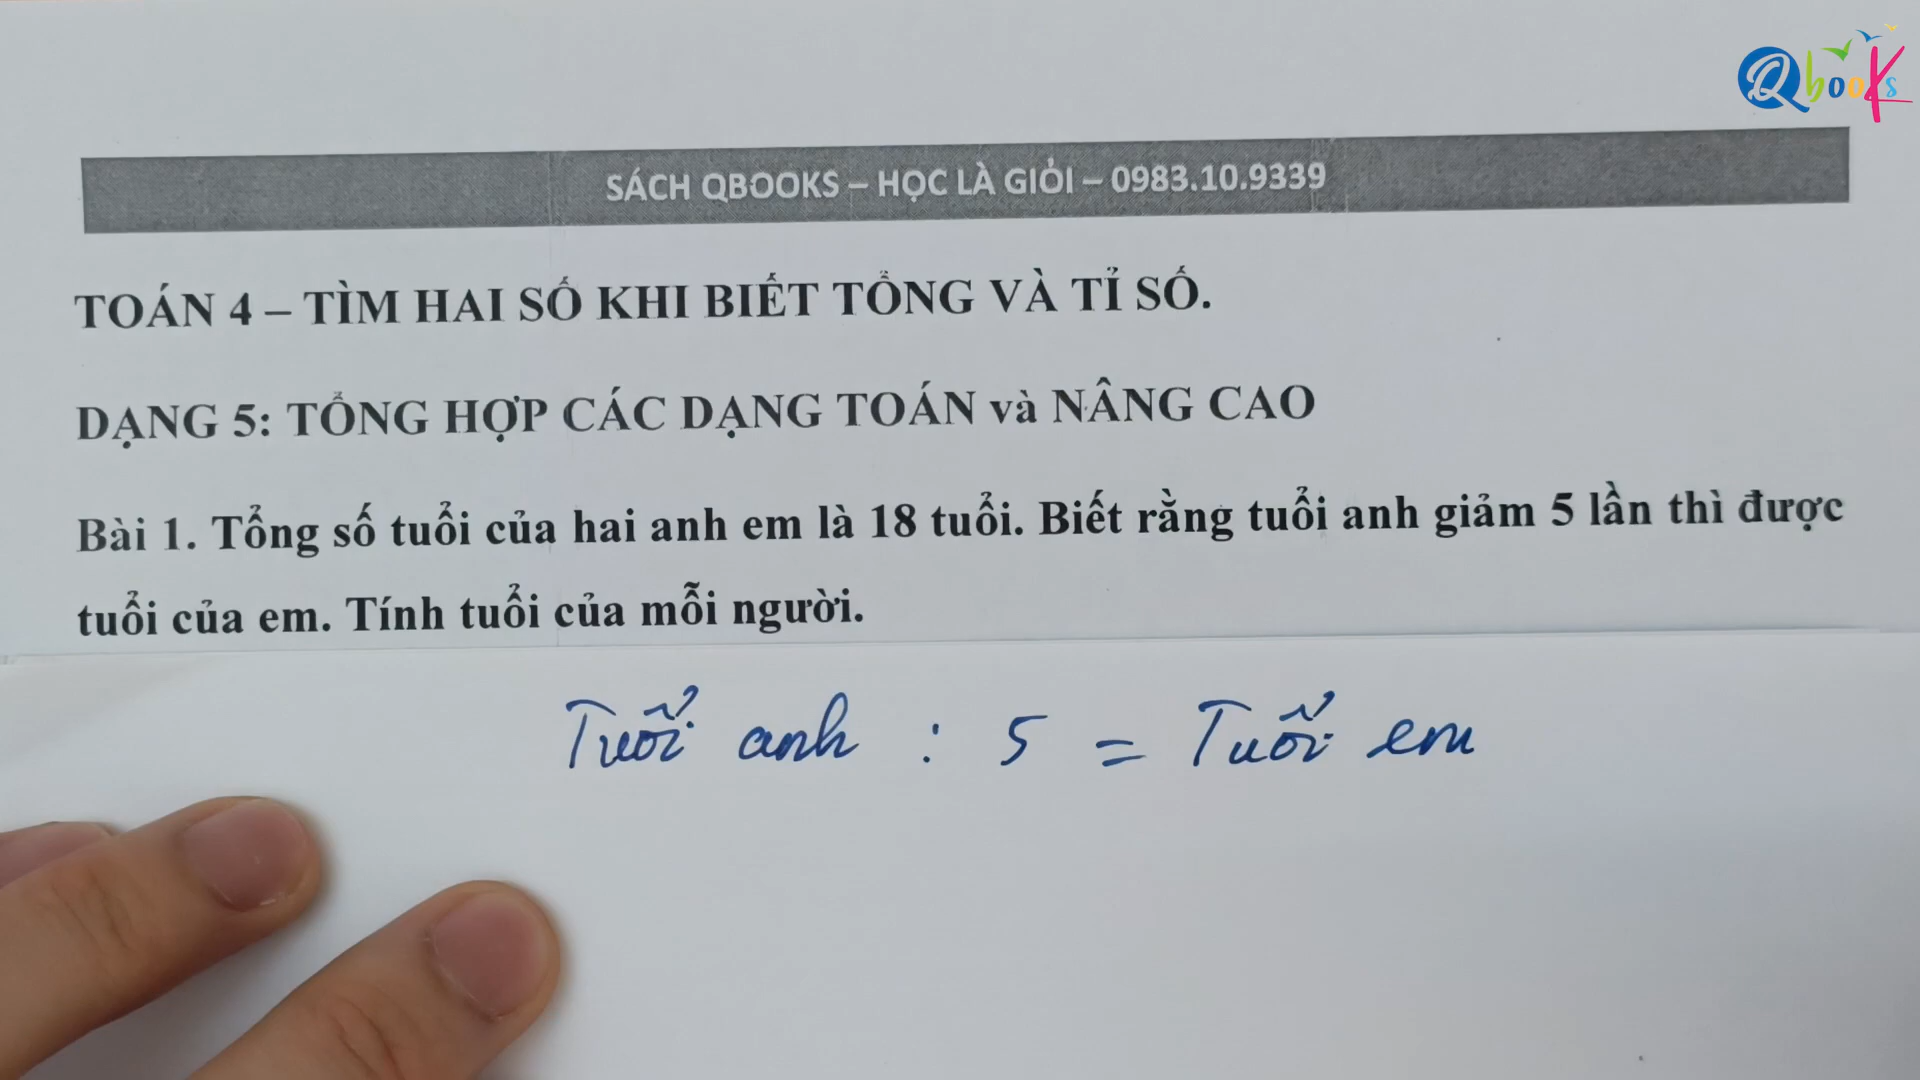 Qbooks
SÁCH QBOOKS – HỌC LÀ GIỎI – 0983.10.9339
TOÁN 4 – TÌM HAI SỐ KHI BIẾT TỔNG VÀ TỈ SỐ.
DẠNG 5: TỔNG HỢP CÁC DẠNG TOÁN và NÂNG CAO
Bài 1. Tổng số tuổi của hai anh em là 18 tuổi. Biết rằng tuổi anh giảm 5 lần thì được
tuổi của em. Tính tuổi của mỗi người.
Tuổi anh : 5 = Tuổi em